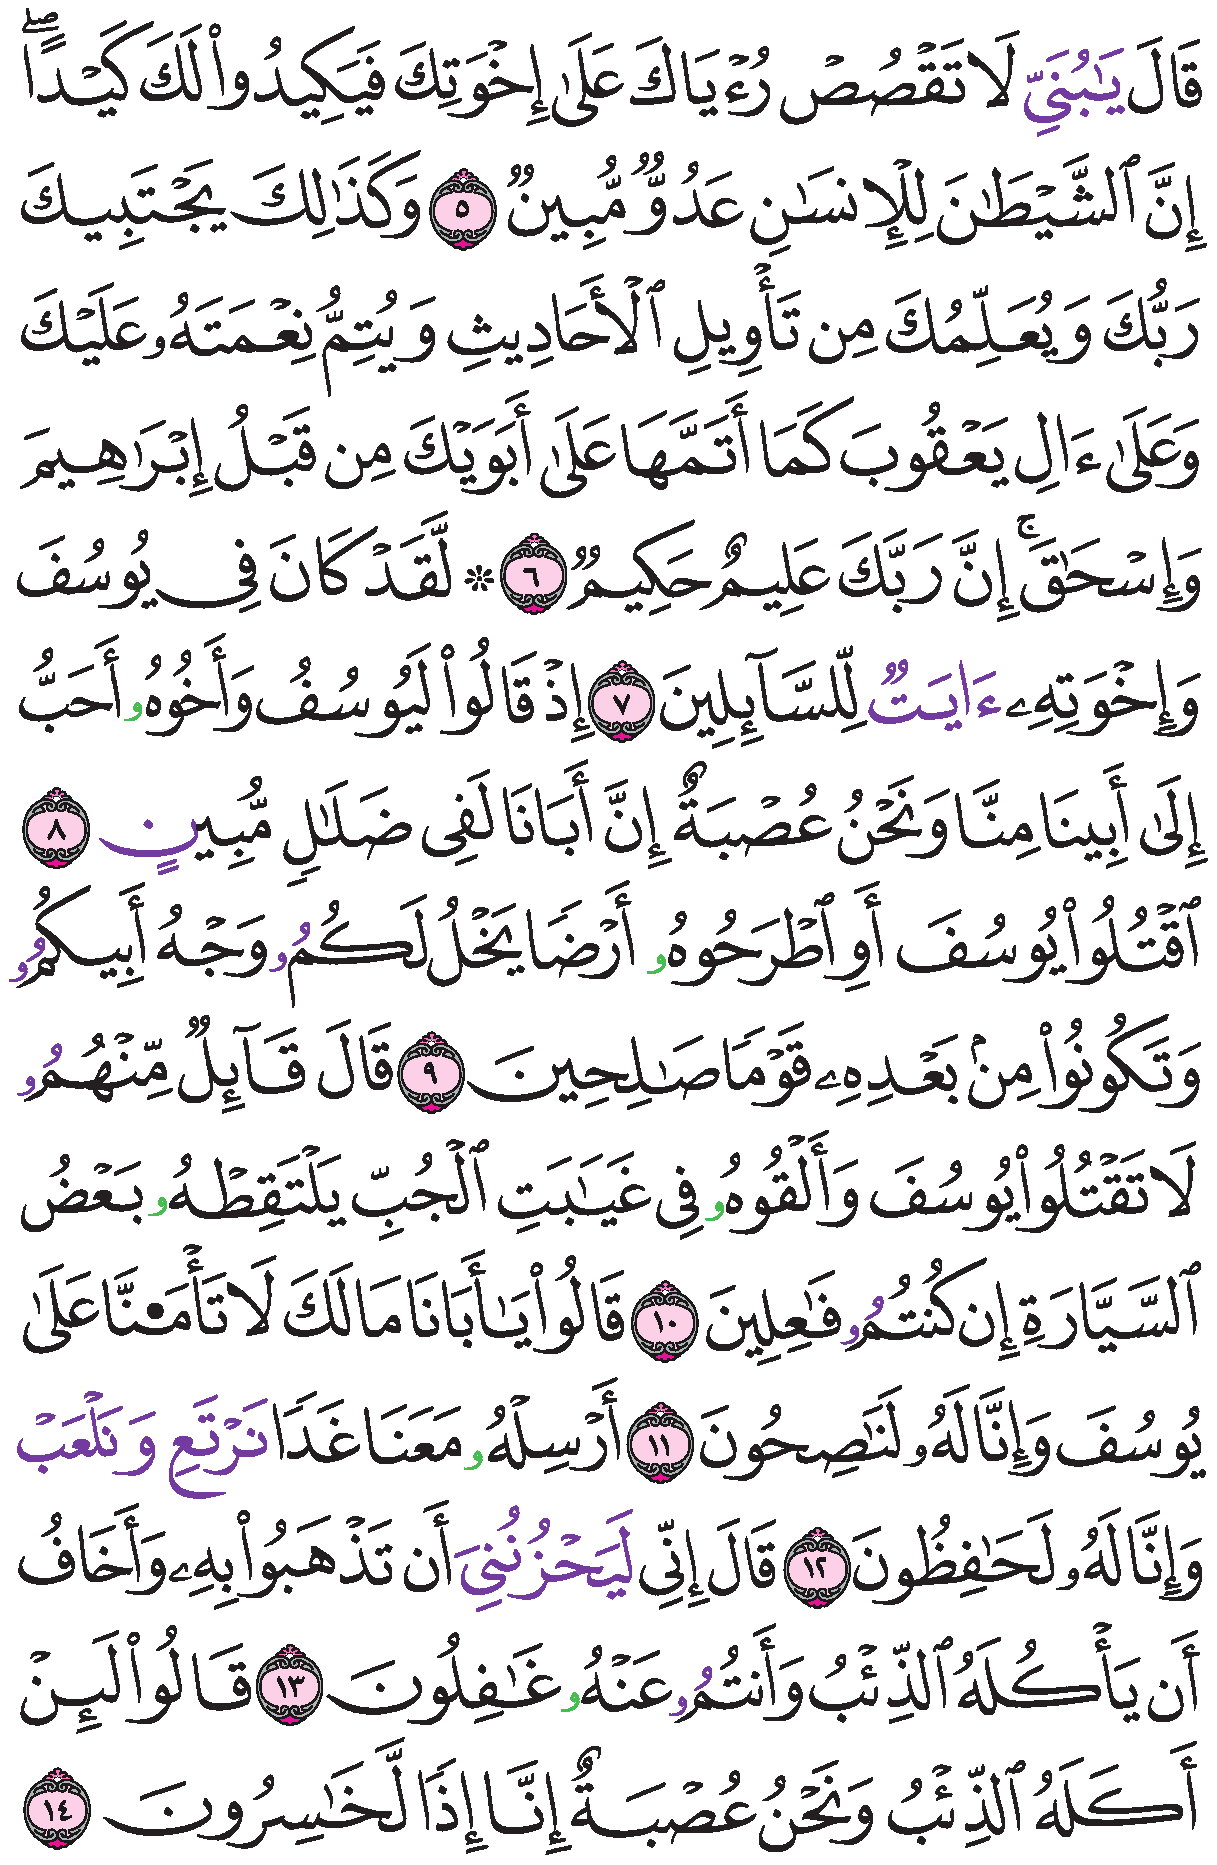 قَالَ يَٰبُنَيِّ لَا تَقۡصُصۡ رُءۡيَاكَ عَلَىٰٓ إِخۡوَتِكَ فَيَكِيدُواْ لَكَ كَيۡدًاۖ
إِنَّ ٱلشَّيۡطَٰنَ لِلۡإِنسَٰنِ عَدُوّٞ مُّبِينٞ ٥ وَكَذَٰلِكَ يَجۡتَبِيكَ
رَبُّكَ وَيُعَلِّمُكَ مِن تَأۡوِيلِ ٱلۡأَحَادِيثِ وَيُتِمُّ نِعۡمَتَهُۥ عَلَيۡكَ
وَعَلَىٰٓ ءَالِ يَعۡقُوبَ كَمَآ أَتَمَّهَا عَلَىٰٓ أَبَوَيۡكَ مِن قَبۡلُ إِبۡرَٰهِيمَ
وَإِسۡحَٰقَۚ إِنَّ رَبَّكَ عَلِيمٌ حَكِيمٞ ٦ ۞ لَّقَدۡ كَانَ فِي يُوسُفَ
وَإِخۡوَتِهِۦ ءَايَتٞ لِّلسَّآئِلِينَ ٧ إِذۡ قَالُواْ لَيُوسُفُ وَأَخُوهُۥ أَحَبُّ
إِلَىٰٓ أَبِينَا مِنَّا وَنَحۡنُ عُصۡبَةٌ إِنَّ أَبَانَا لَفِي ضَلَٰلٖ مُّبِينٍ ٨
ٱقۡتُلُواْ يُوسُفَ أَوِ ٱطۡرَحُوهُۥ أَرۡضٗا يَخۡلُ لَكُمُۥ وَجۡهُ أَبِيكُمُۥ
وَتَكُونُواْ مِنۢ بَعۡدِهِۦ قَوۡمٗا صَٰلِحِينَ ٩ قَالَ قَآئِلٞ مِّنۡهُمُۥ
لَا تَقۡتُلُواْ يُوسُفَ وَأَلۡقُوهُۥ فِي غَيَٰبَتِ ٱلۡجُبِّ يَلۡتَقِطۡهُۥ بَعۡضُ
ٱلسَّيَّارَةِ إِن كُنتُمُۥ فَٰعِلِينَ ١٠ قَالُواْ يَٰٓأَبَانَا مَالَكَ لَا تَأۡمَ۬نَّا عَلَىٰ
يُوسُفَ وَإِنَّا لَهُۥ لَنَٰصِحُونَ ١١ أَرۡسِلۡهُۥ مَعَنَا غَدٗا نَرۡتَعِ وَنَلۡعَبۡ
وَإِنَّا لَهُۥ لَحَٰفِظُونَ ١٢ قَالَ إِنِّي لَيَحۡزُنُنِيَ أَن تَذۡهَبُواْ بِهِۦ وَأَخَافُ
أَن يَأۡكُلَهُ ٱلذِّئۡبُ وَأَنتُمُۥ عَنۡهُۥ غَٰفِلُونَ ١٣ قَالُواْ لَئِنۡ
أَكَلَهُ ٱلذِّئۡبُ وَنَحۡنُ عُصۡبَةٌ إِنَّآ إِذٗا لَّخَٰسِرُونَ ١٤